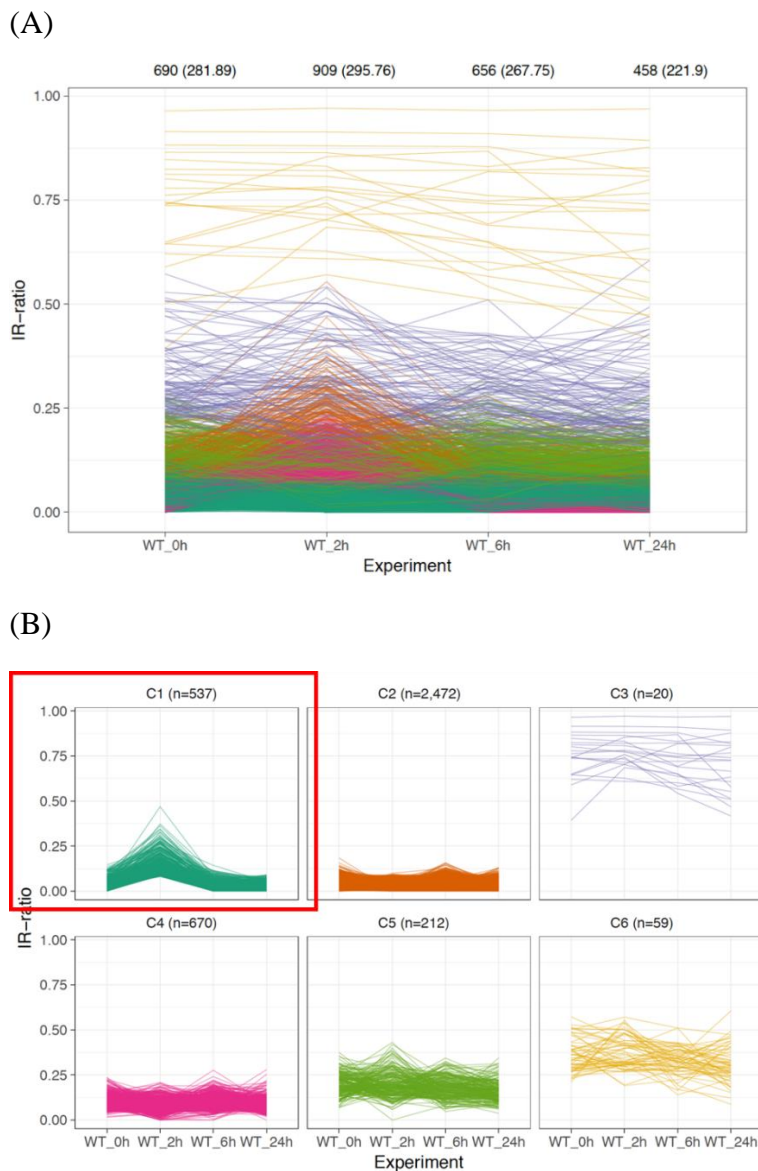 (A)
690 (281.89) 909 (295.76) 656 (267.75) 458 (221.9)
1.00
0.75
0.50
0.25
0.00
IR-ratio
WT_0h WT_2h WT_6h WT_24h
Experiment
(B)
C1 (n=537) C2 (n=2,472) C3 (n=20)
1.00
0.75
0.50
0.25
0.00
IR-ratio
C4 (n=670) C5 (n=212) C6 (n=59)
1.00
0.75
0.50
0.25
0.00
WT_0h WT_2h WT_6h WT_24h WT_0h WT_2h WT_6h WT_24h WT_0h WT_2h WT_6h WT_24h
Experiment